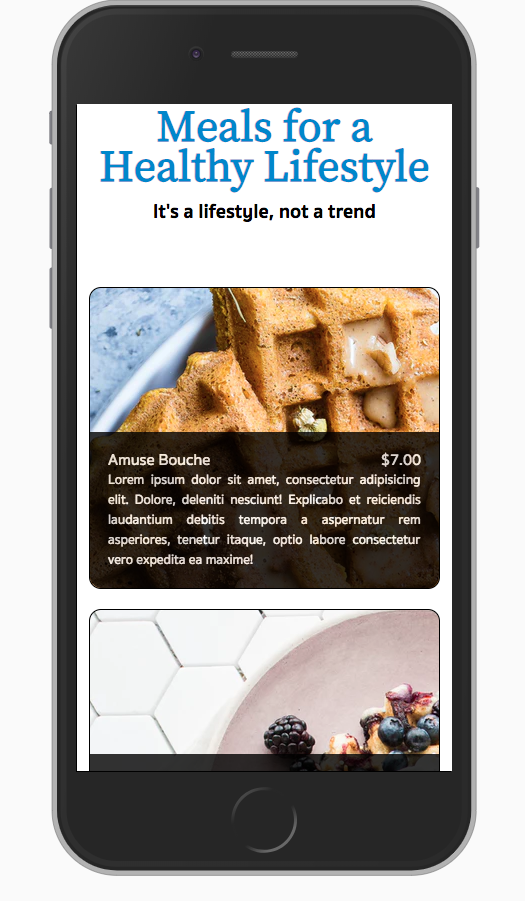 Meals for a
Healthy Lifestyle
It's a lifestyle, not a trend
Amuse Bouche $7.00
Lorem ipsum dolor sit amet, consectetur adipisicing
elit. Dolore, deleniti nesciunt! Explicabo et reiciendis
laudantium debitis tempora a aspernatur rem
asperiores, tenetur itaque, optio labore consectetur
vero expedita ea maxime!